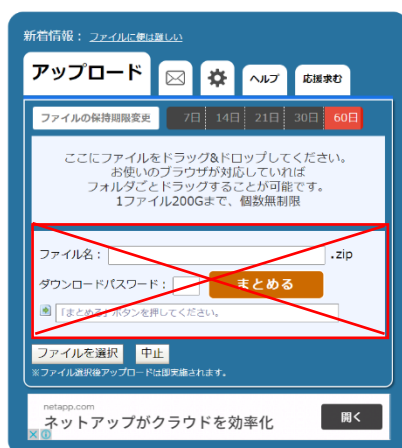 新着情報： ファイルに便は難しい
アップロード ヘルプ 応援求む
ファイルの保持期限変更 7日 14日 21日 30日 60日
ここにファイルをドラッグ&ドロップしてください。
お使いのブラウザが対応していれば
フォルダごとドラッグすることが可能です。
1ファイル200Gまで、個数無制限
ファイル名： .zip
ダウンロードパスワード： まとめる
「まとめる」ボタンを押してください。
ファイルを選択 中止
※ファイル選択後アップロードは即実施されます。
netapp.com
ネットアップがクラウドを効率化 開く